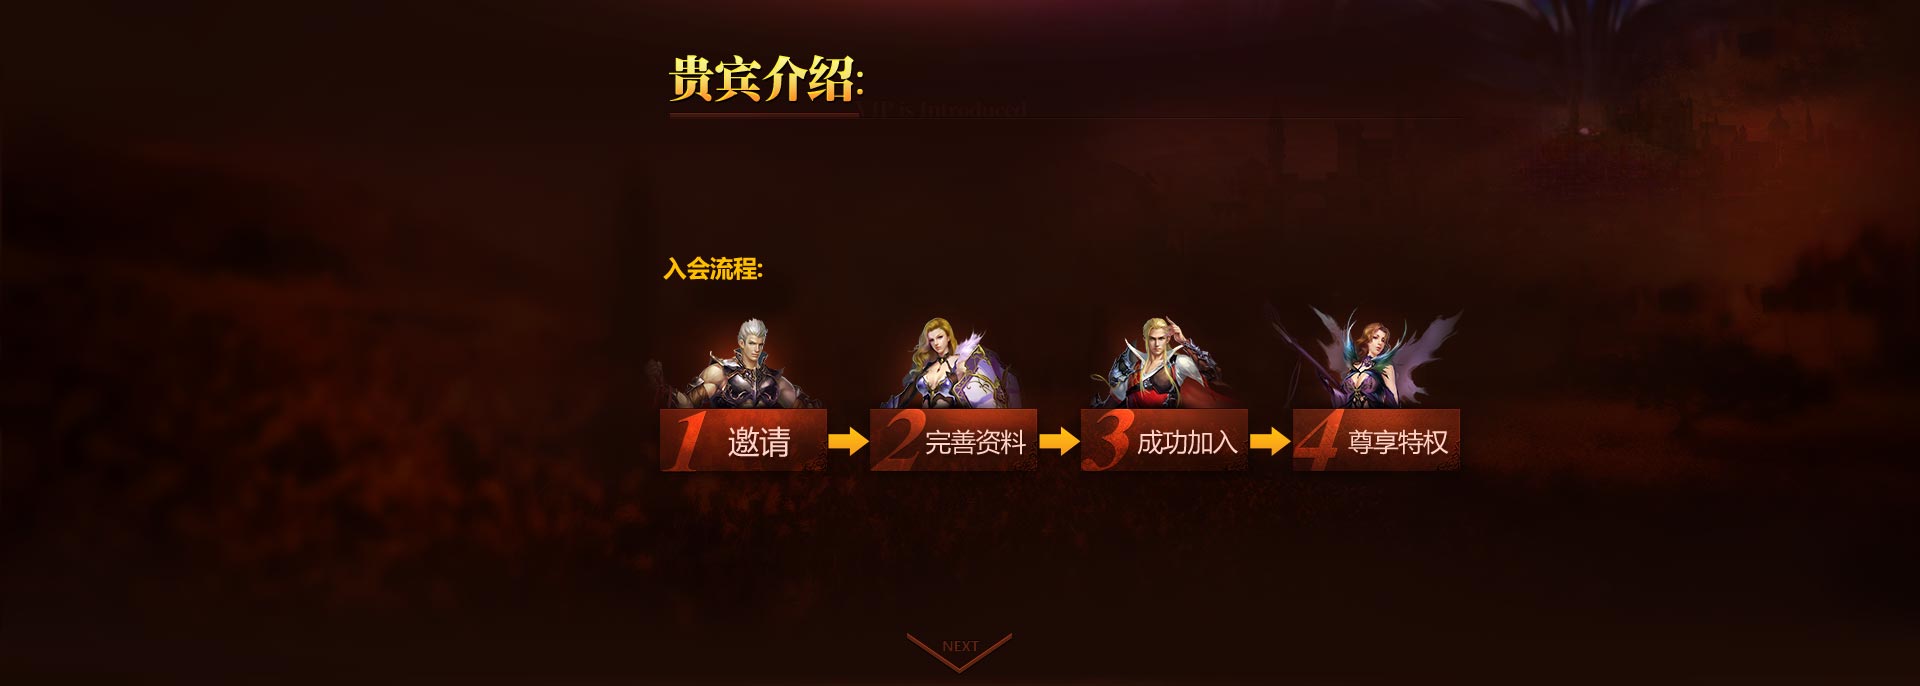 贵宾介绍:
VIP is Introduced
入会流程:
1 邀请
2 完善资料
3 成功加入
4 尊享特权
NEXT